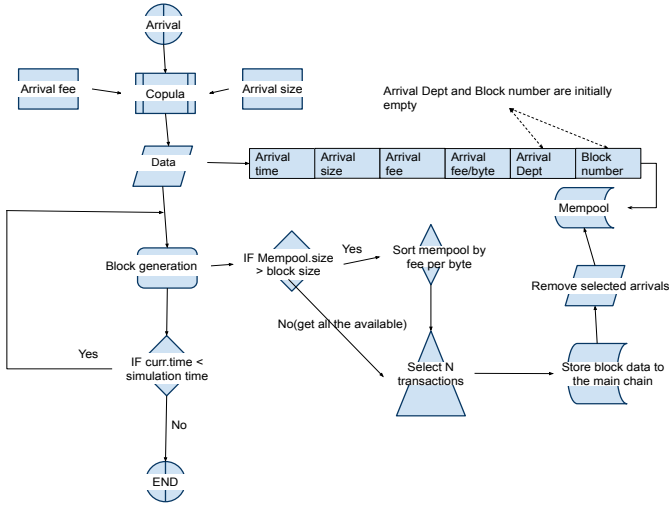 Arrival
Arrival fee
Copula
Arrival size
Arrival Dept and Block number are initially
empty
Data
Arrival
time
Arrival
size
Arrival
fee
Arrival
fee/byte
Arrival
Dept
Block
number
Mempool
Block generation
IF Mempool.size
> block size
Yes
Sort mempool by
fee per byte
Remove selected arrivals
No(get all the available)
Yes
IF curr.time <
simulation time
Select N
transactions
Store block data to
the main chain
No
END